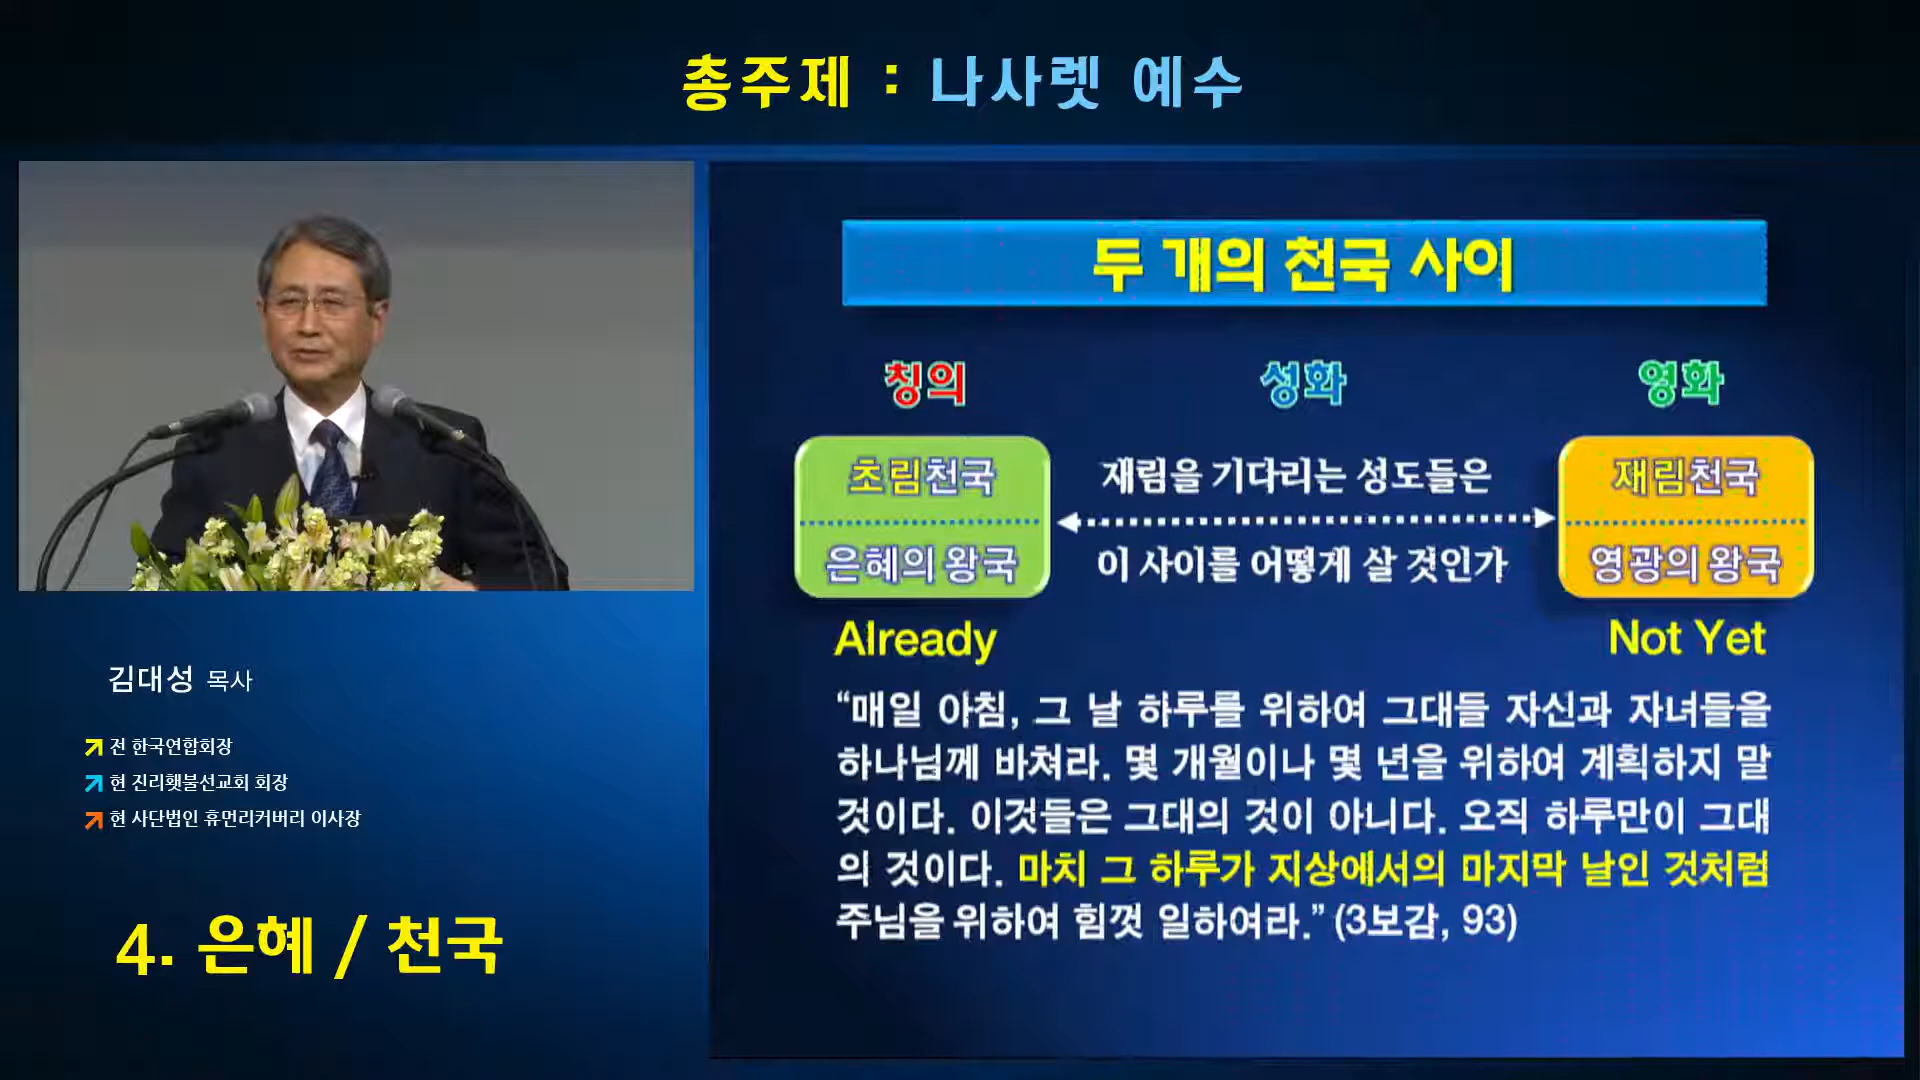 총주제 : 나사렛 예수
두 개의 천국 사이
칭의
성화
영화
초림천국
은혜의 왕국
재림을 기다리는 성도들은
이 사이를 어떻게 살 것인가
재림천국
영광의 왕국
Already
Not Yet
“매일 아침, 그 날 하루를 위하여 그대들 자신과 자녀들을
하나님께 바쳐라. 몇 개월이나 몇 년을 위하여 계획하지 말
것이다. 이것들은 그대의 것이 아니다. 오직 하루만이 그대
의 것이다. 마치 그 하루가 지상에서의 마지막 날인 것처럼
주님을 위하여 힘껏 일하여라.” (3보감, 93)
김대성 목사
전 한국연합회장
현 진리횃불선교회 회장
현 사단법인 휴먼리커버리 이사장
4. 은혜 / 천국